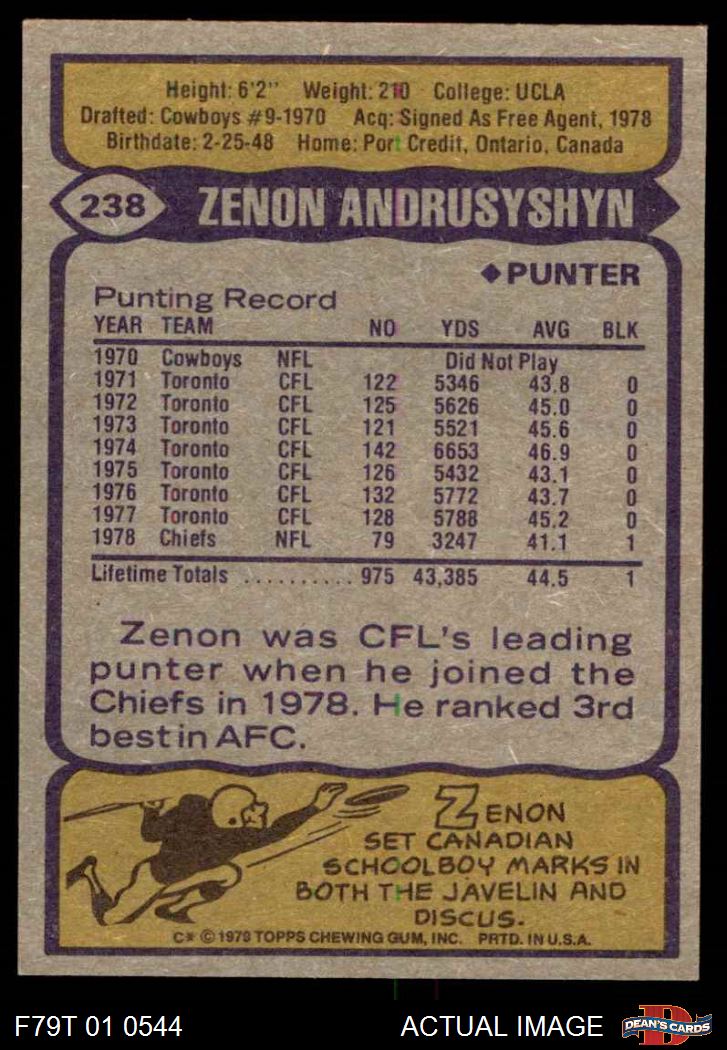 Height: 6'2" Weight: 210 College: UCLA
Drafted: Cowboys #9-1970 Acq: Signed As Free Agent, 1978
Birthdate: 2-25-48 Home: Port Credit, Ontario, Canada
238 ZENON ANDRUSYSHYN
◆PUNTER
Punting Record
YEAR TEAM NO YDS AVG BLK
1970 Cowboys NFL Did Not Play
1971 Toronto CFL 122 5346 43.8 0
1972 Toronto CFL 125 5626 45.0 0
1973 Toronto CFL 121 5521 45.6 0
1974 Toronto CFL 142 6653 46.9 0
1975 Toronto CFL 126 5432 43.1 0
1976 Toronto CFL 132 5772 43.7 0
1977 Toronto CFL 128 5788 45.2 0
1978 Chiefs NFL 79 3247 41.1 1
Lifetime Totals .......... 975 43,385 44.5 1
Zenon was CFL's leading
punter when he joined the
Chiefs in 1978. He ranked 3rd
best in AFC.
ZENON
SET CANADIAN
SCHOOLBOY MARKS IN
BOTH THE JAVELIN AND
DISCUS.
C* © 1979 TOPPS CHEWING GUM, INC. PRTD. IN U.S.A.
F79T 01 0544 ACTUAL IMAGE D DEAN'S CARDS